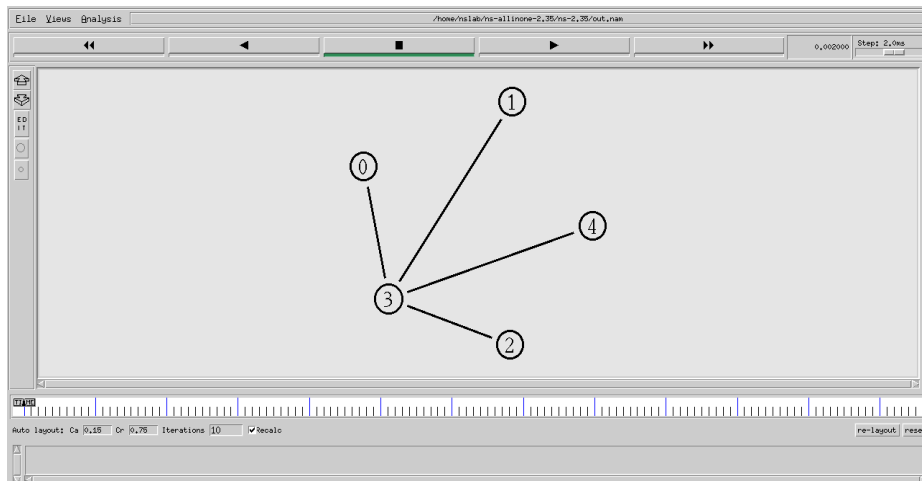 File Views Analysis /home/nslab/ns-allinone-2.35/ns-2.35/out.nam
0.002000 Step: 2.0ms
1
0
ED
IT
4
3
2
TIME
Auto layout: Ca 0.15 Cr 0.75 Iterations 10 Recalc re-layout rese